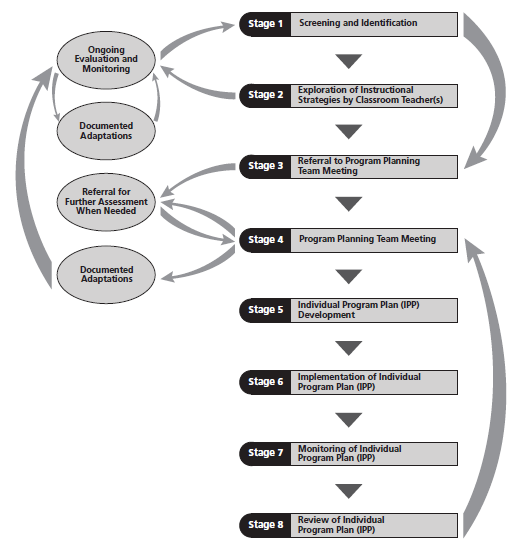 Stage 1 Screening and Identification
Ongoing
Evaluation and
Monitoring
Stage 2 Exploration of Instructional
Strategies by Classroom Teacher(s)
Documented
Adaptations
Stage 3 Referral to Program Planning
Team Meeting
Referral for
Further Assessment
When Needed
Stage 4 Program Planning Team Meeting
Documented
Adaptations
Stage 5 Individual Program Plan (IPP)
Development
Stage 6 Implementation of Individual
Program Plan (IPP)
Stage 7 Monitoring of Individual
Program Plan (IPP)
Stage 8 Review of Individual
Program Plan (IPP)